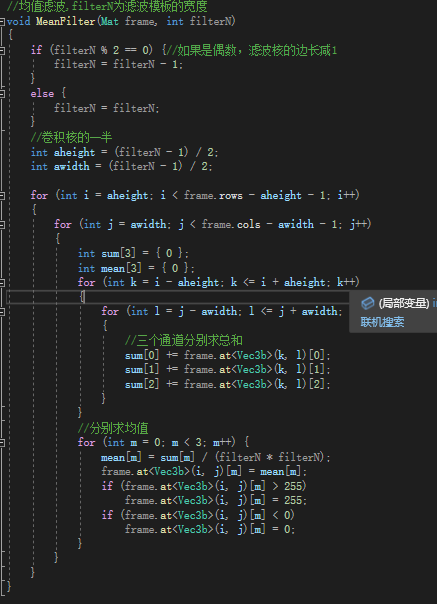 //均值滤波,filterN为滤波模板的宽度
void MeanPilter(Mat frame, int filterN)
{
if (filterN % 2 == 0) {//如果是偶数，滤波核的边长减1
filterN = filterN - 1;
}
else {
filterN = filterN;
}
//卷积核的一半
int aheight = (filterN - 1) / 2;
int awidth = (filterN - 1) / 2;
for (int i = aheight; i < frame.rows - aheight - 1; i++)
{
for (int j = awidth; j < frame.cols - awidth - 1; j++)
{
int sum[3] = { 0 };
int mean[3] = { 0 };
for (int k = i - aheight; k <= i + aheight; k++)
{
for (int l = j - awidth; l <= j + awidth;
(局部变量) in
联机搜索
{
//三个通道分别求总和
sum[0] += frame.at<Vec3b>(k, l)[0];
sum[1] += frame.at<Vec3b>(k, l)[1];
sum[2] += frame.at<Vec3b>(k, l)[2];
}
}
//分别求均值
for (int m = 0; m < 3; m++) {
mean[m] = sum[m] / (filterN * filterN);
frame.at<Vec3b>(i, j)[m] = mean[m];
if (frame.at<Vec3b>(i, j)[m] > 255)
frame.at<Vec3b>(i, j)[m] = 255;
if (frame.at<Vec3b>(i, j)[m] < 0)
frame.at<Vec3b>(i, j)[m] = 0;
}
}
}
}